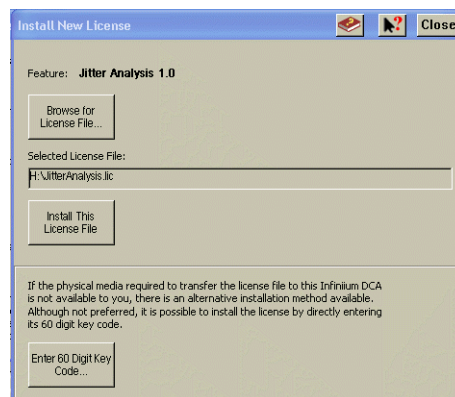 Install New License
Close
Feature: Jitter Analysis 1.0
Browse for
License File...
Selected License File:
H:\JitterAnalysis.lic
Install This
License File
If the physical media required to transfer the license file to this Infiniium DCA
is not available to you, there is an alternative installation method available.
Although not preferred, it is possible to install the license by directly entering
its 60 digit key code.
Enter 60 Digit Key
Code...